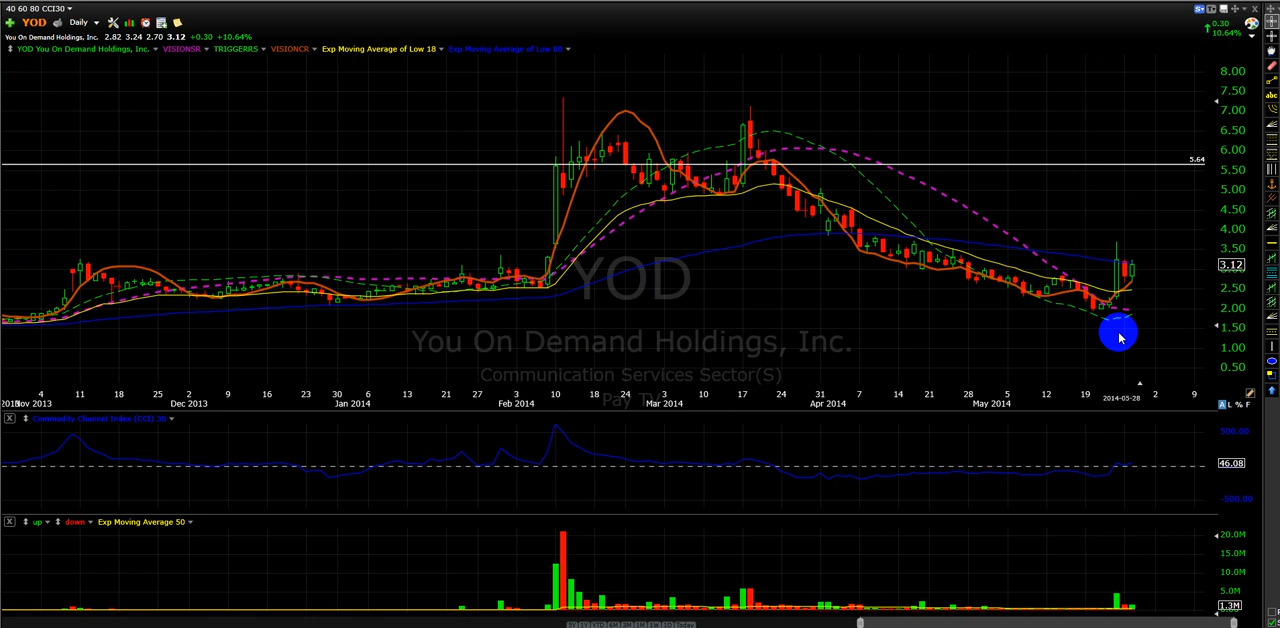 40 60 80 CCI30
YOD Daily
You On Demand Holdings, Inc. 2.82 3.24 2.70 3.12 +0.30 +10.64%
0.30
10.64%
YOD You On Demand Holdings, Inc. VISIONSR TRIGGERRS VISIONCR Exp Moving Average of Low 18 Exp Moving Average of Low 80
abc
8.00
7.50
7.00
6.50
6.00
5.64
5.50
5.00
4.50
4.00
3.50
3.12
2.50
2.00
1.50
1.00
0.50
YOD
You On Demand Holdings, Inc.
Communication Services Sector(S)
Pay TV
4 11 18 25 2 9 16 23 30 6 13 21 27 3 10 18 24 3 10 17 24 31 7 14 21 28 5 12 19 2014-05-28 2 9
2013 Nov 2013 Dec 2013 Jan 2014 Feb 2014 Mar 2014 Apr 2014 May 2014
A L % F
X Commodity Channel Index (CCI) 30
500.00
46.08
-500.00
X up down Exp Moving Average 50
20.0M
15.0M
10.0M
5.0M
1.3M